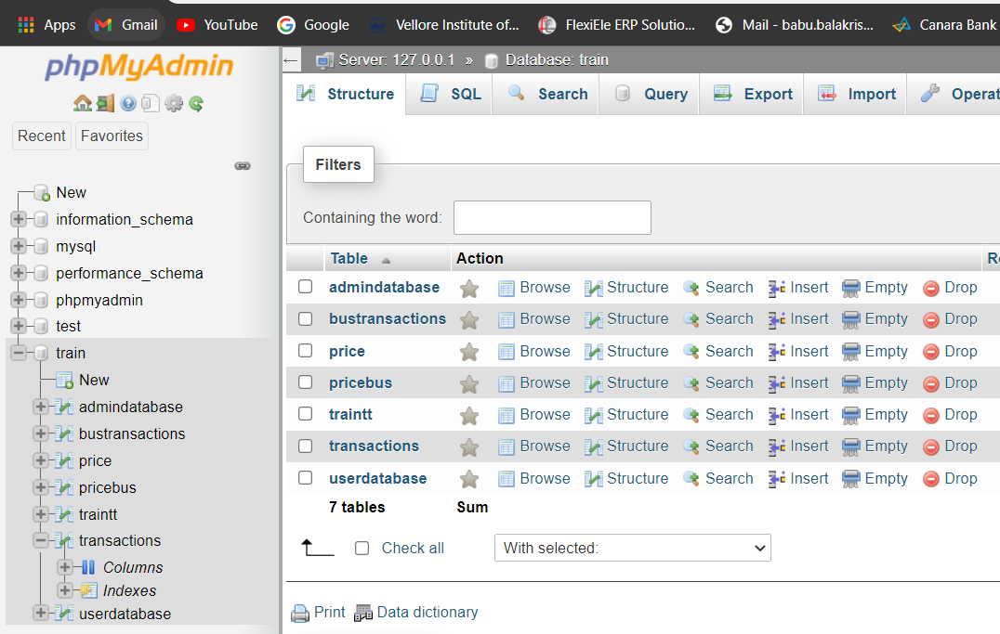 Apps Gmail YouTube Google Vellore Institute of... FlexiEle ERP Solutio... Mail - babu.balakris... Canara Bank
phpMyAdmin
Recent Favorites
New
information_schema
mysql
performance_schema
phpmyadmin
test
train
New
admindatabase
bustransactions
price
pricebus
traintt
transactions
Columns
Indexes
userdatabase
Server: 127.0.0.1 » Database: train
Structure SQL Search Query Export Import Operat
Filters
Containing the word:
Table Action R
admindatabase Browse Structure Search Insert Empty Drop
bustransactions Browse Structure Search Insert Empty Drop
price Browse Structure Search Insert Empty Drop
pricebus Browse Structure Search Insert Empty Drop
traintt Browse Structure Search Insert Empty Drop
transactions Browse Structure Search Insert Empty Drop
userdatabase Browse Structure Search Insert Empty Drop
7 tables Sum
Check all With selected:
Print Data dictionary